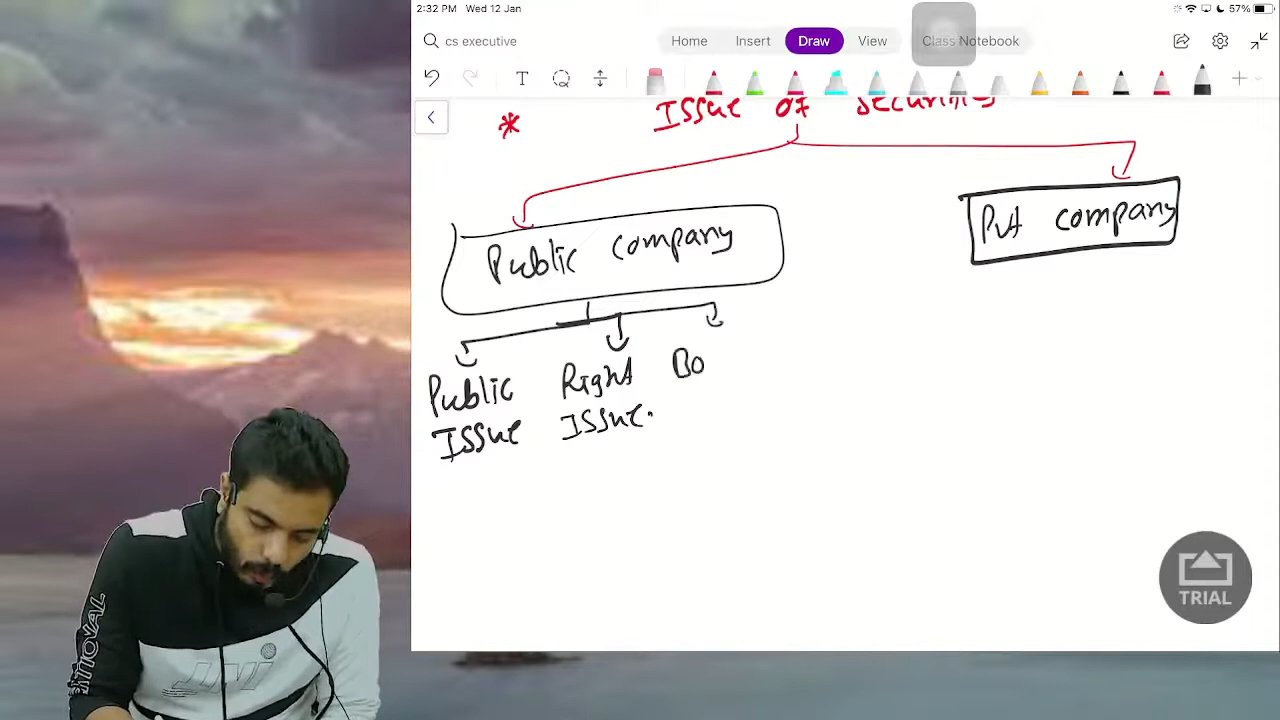 2:32 PM Wed 12 Jan
57%
cs executive
Home Insert Draw View Class Notebook
T
* Issue of securities
Public company
Pvt company
Public Right Bo
Issue Issue.
TRIAL